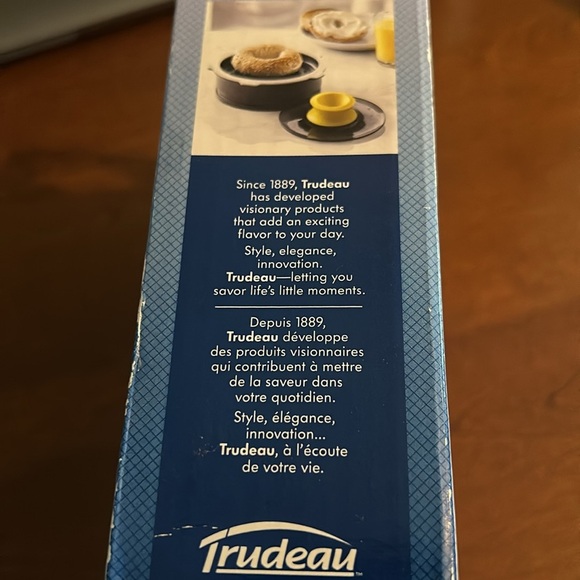 Since 1889, Trudeau
has developed
visionary products
that add an exciting
flavor to your day.
Style, elegance,
innovation.
Trudeau—letting you
savor life's little moments.
Depuis 1889,
Trudeau développe
des produits visionnaires
qui contribuent à mettre
de la saveur dans
votre quotidien.
Style, élégance,
innovation...
Trudeau, à l'écoute
de votre vie.
Trudeau™